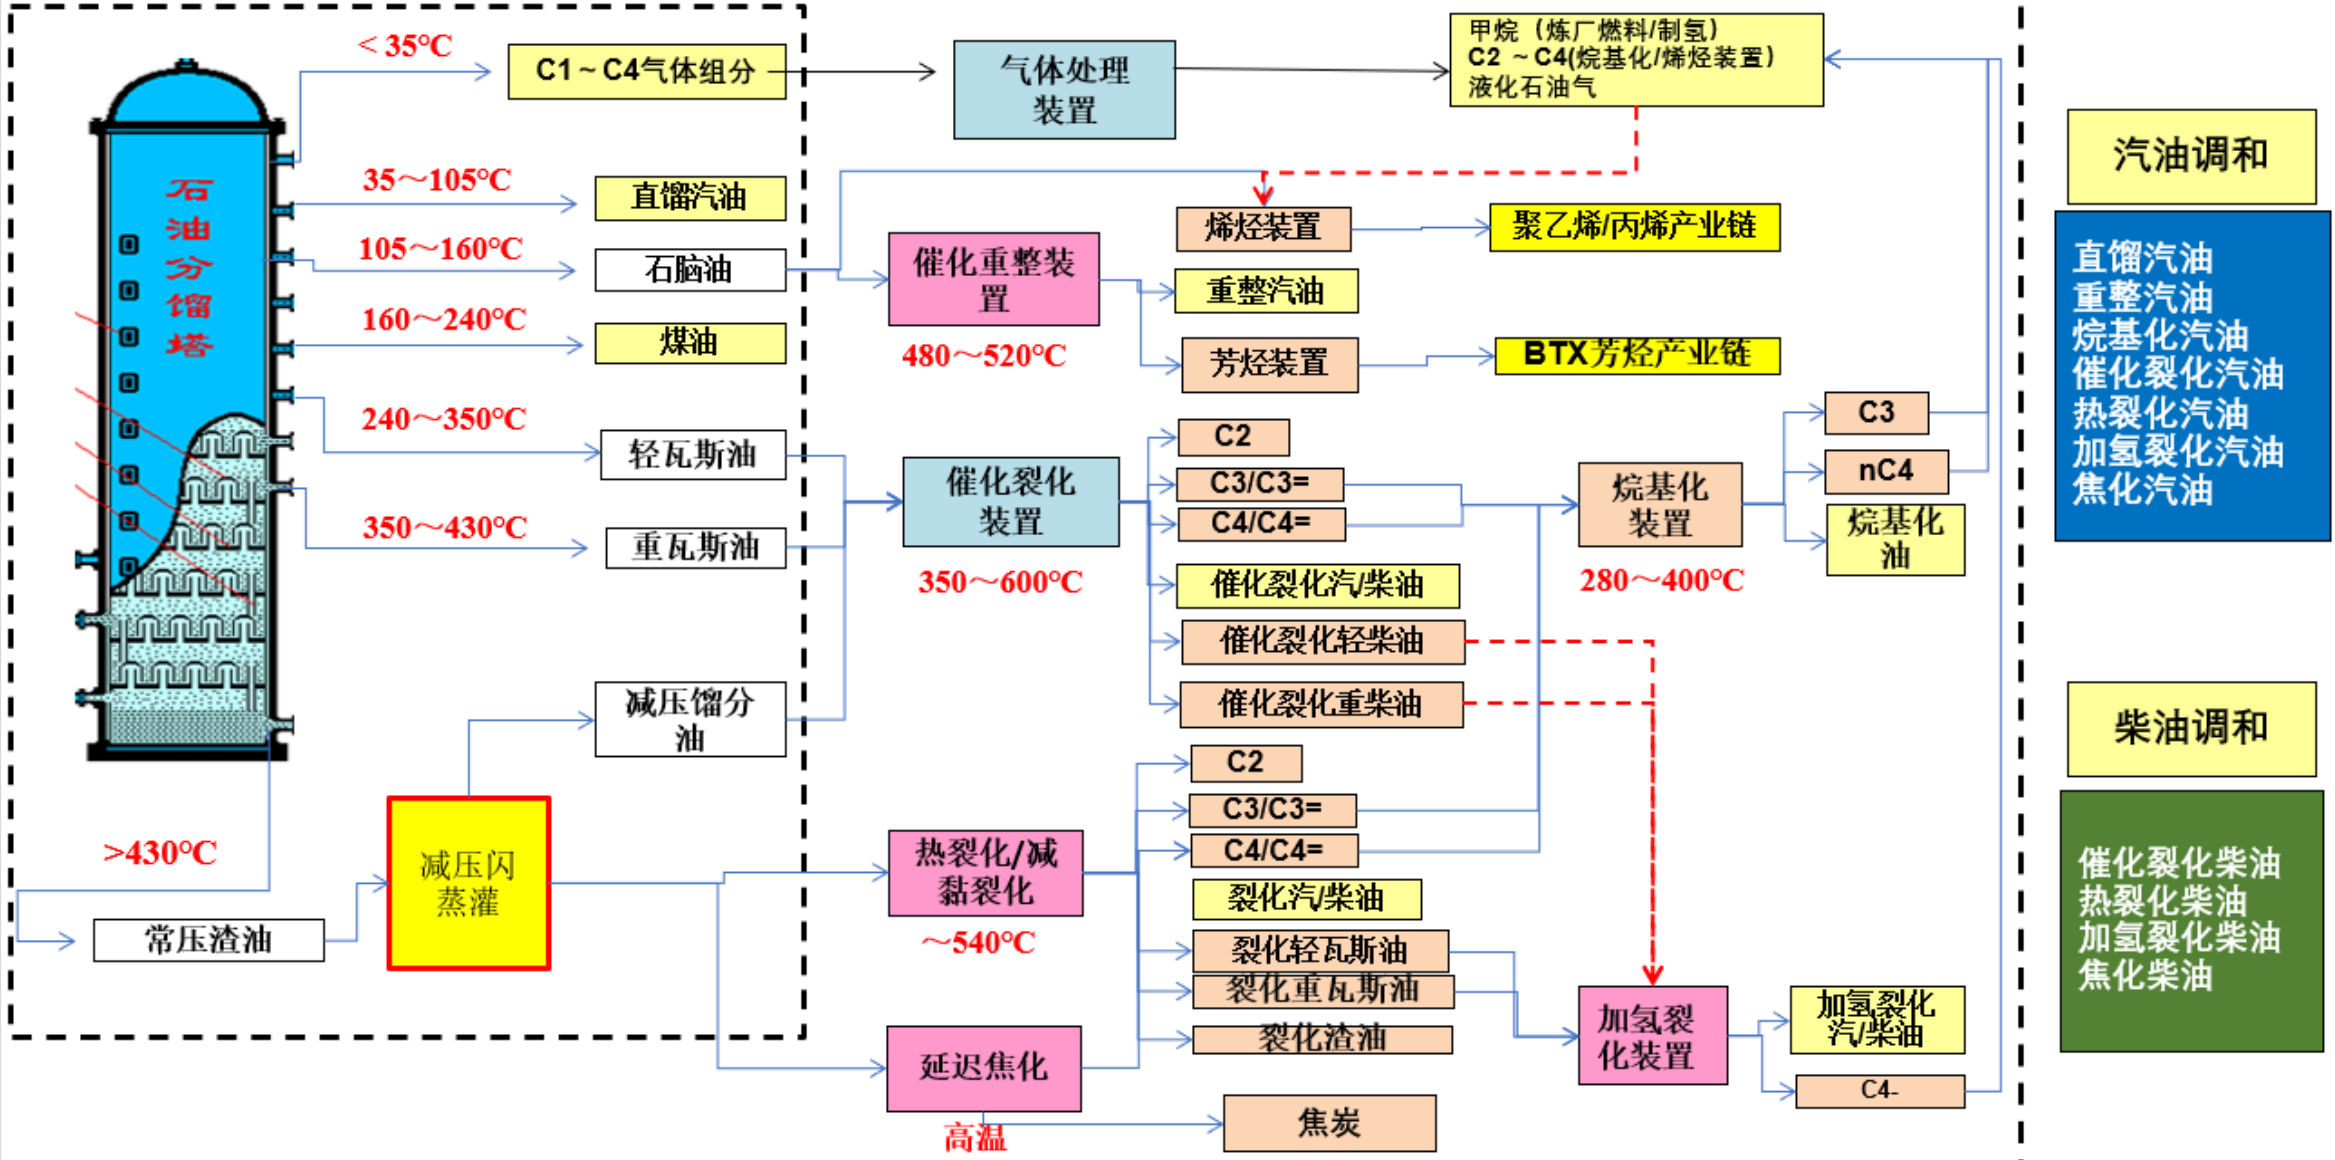 石
油
分
馏
塔
< 35℃
C1～C4气体组分
35～105℃
直馏汽油
105～160℃
石脑油
160～240℃
煤油
240～350℃
轻瓦斯油
350～430℃
重瓦斯油
减压馏分
油
>430℃
常压渣油
减压闪
蒸灌
气体处理
装置
甲烷（炼厂燃料/制氢）
C2 ～C4(烷基化/烯烃装置）
液化石油气
催化重整装
置
480～520℃
烯烃装置
聚乙烯/丙烯产业链
重整汽油
芳烃装置
BTX芳烃产业链
催化裂化
装置
350～600℃
C2
C3/C3=
C4/C4=
催化裂化汽/柴油
催化裂化轻柴油
催化裂化重柴油
烷基化
装置
280～400℃
C3
nC4
烷基化
油
热裂化/减
黏裂化
～540℃
C2
C3/C3=
C4/C4=
裂化汽/柴油
裂化轻瓦斯油
裂化重瓦斯油
裂化渣油
延迟焦化
高温
焦炭
加氢裂
化装置
加氢裂化
汽/柴油
C4-
汽油调和
直馏汽油
重整汽油
烷基化汽油
催化裂化汽油
热裂化汽油
加氢裂化汽油
焦化汽油
柴油调和
催化裂化柴油
热裂化柴油
加氢裂化柴油
焦化柴油